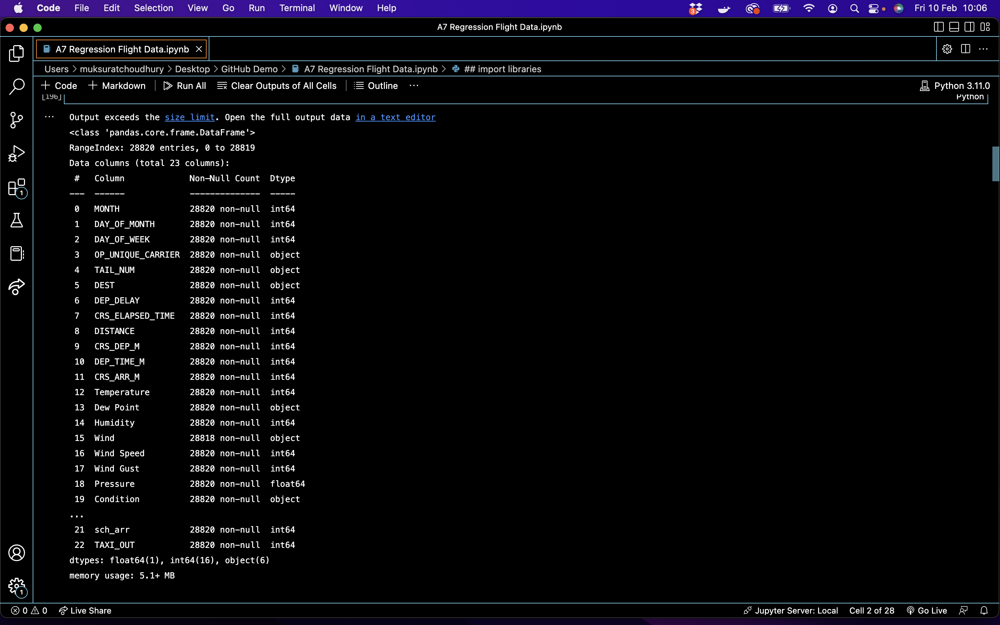 Code File Edit Selection View Go Run Terminal Window Help 3 Fri 10 Feb 10:06
A7 Regression Flight Data.ipynb
A7 Regression Flight Data.ipynb
Users > muksuratchoudhury > Desktop > GitHub Demo > A7 Regression Flight Data.ipynb > ## import libraries
+ Code + Markdown Run All Clear Outputs of All Cells Outline ... Python 3.11.0
[196] Python
... Output exceeds the size limit. Open the full output data in a text editor
<class 'pandas.core.frame.DataFrame'>
RangeIndex: 28820 entries, 0 to 28819
Data columns (total 23 columns):
# Column Non-Null Count Dtype
--- ------ -------------- -----
0 MONTH 28820 non-null int64
1 DAY_OF_MONTH 28820 non-null int64
2 DAY_OF_WEEK 28820 non-null int64
3 OP_UNIQUE_CARRIER 28820 non-null object
4 TAIL_NUM 28820 non-null object
5 DEST 28820 non-null object
6 DEP_DELAY 28820 non-null int64
7 CRS_ELAPSED_TIME 28820 non-null int64
8 DISTANCE 28820 non-null int64
9 CRS_DEP_M 28820 non-null int64
10 DEP_TIME_M 28820 non-null int64
11 CRS_ARR_M 28820 non-null int64
12 Temperature 28820 non-null int64
13 Dew Point 28820 non-null object
14 Humidity 28820 non-null int64
15 Wind 28818 non-null object
16 Wind Speed 28820 non-null int64
17 Wind Gust 28820 non-null int64
18 Pressure 28820 non-null float64
19 Condition 28820 non-null object
...
21 sch_arr 28820 non-null int64
22 TAXI_OUT 28820 non-null int64
dtypes: float64(1), int64(16), object(6)
memory usage: 5.1+ MB
1
1
0 0 Live Share Jupyter Server: Local Cell 2 of 28 Go Live